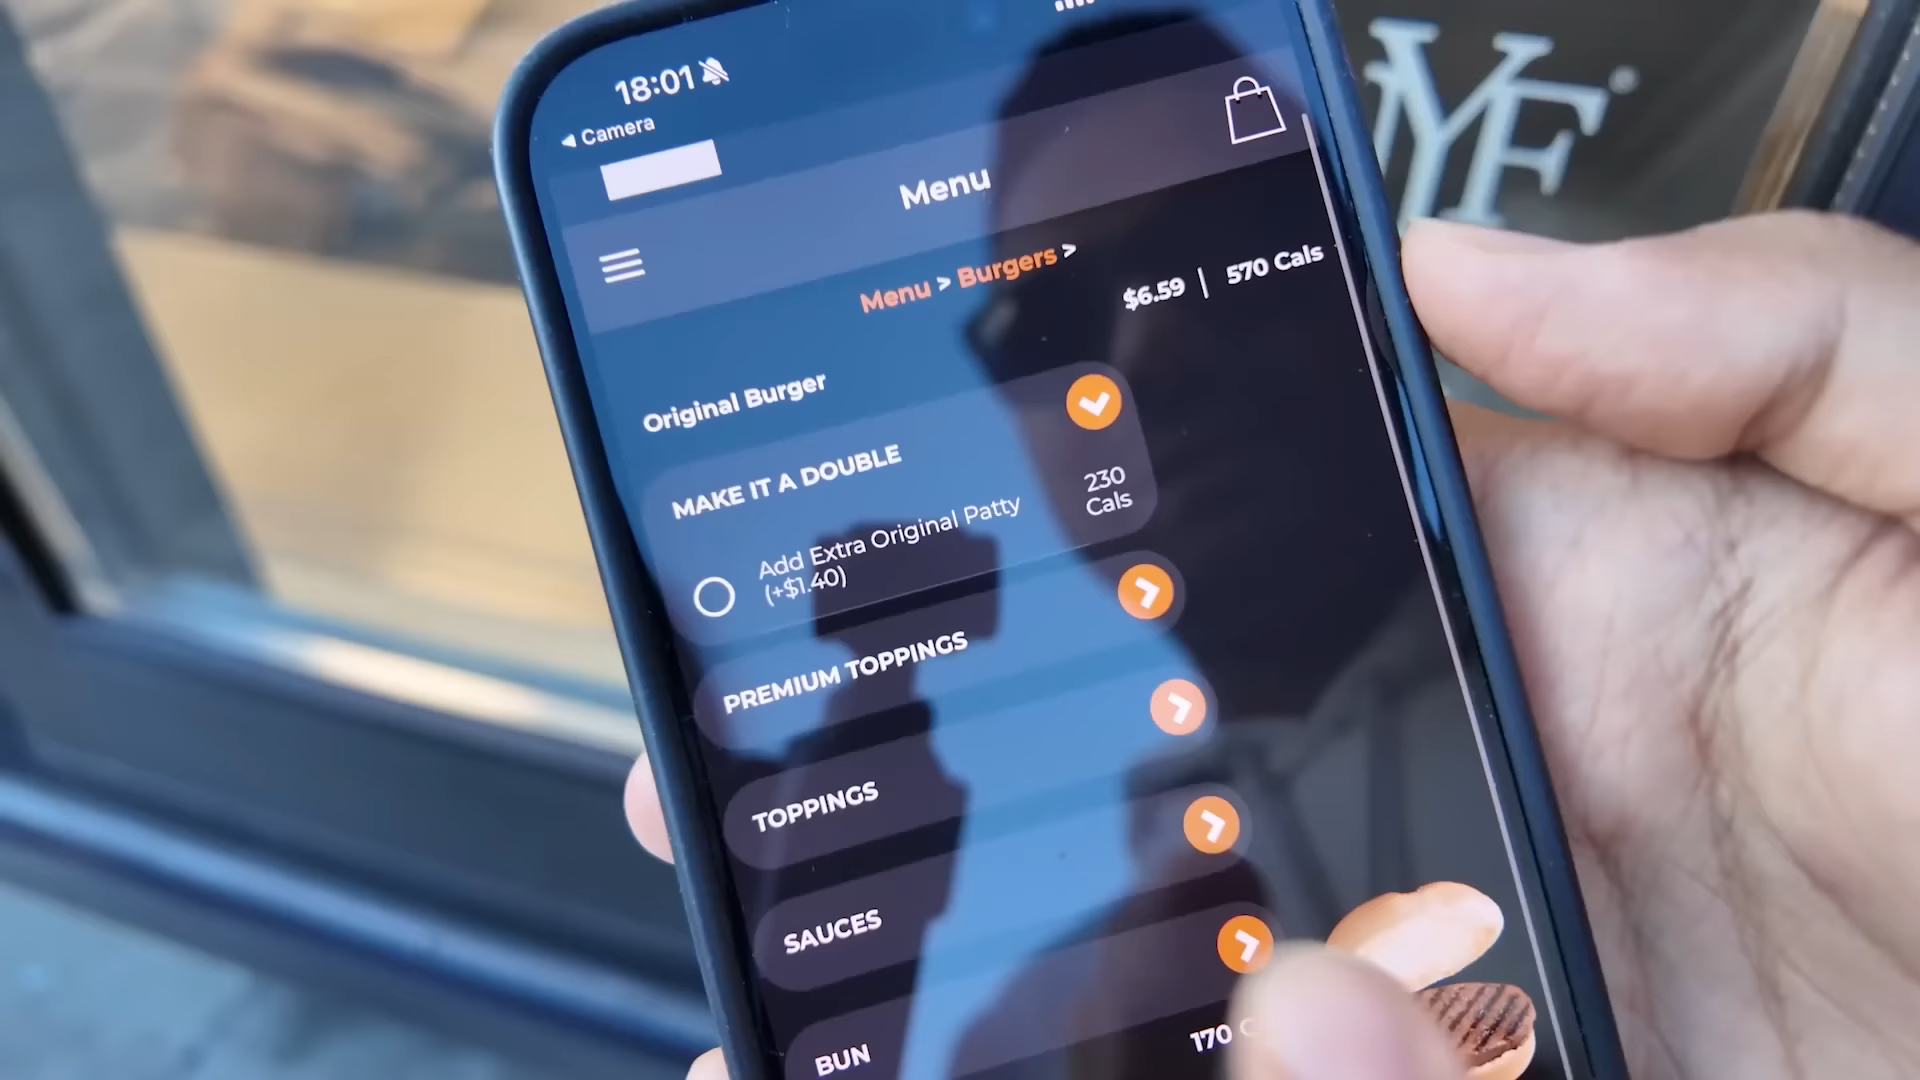 18:01
Camera
Menu
Menu > Burgers >
$6.59 | 570 Cals
Original Burger
MAKE IT A DOUBLE
Add Extra Original Patty
(+$1.40)
230
Cals
PREMIUM TOPPINGS
TOPPINGS
SAUCES
BUN
170